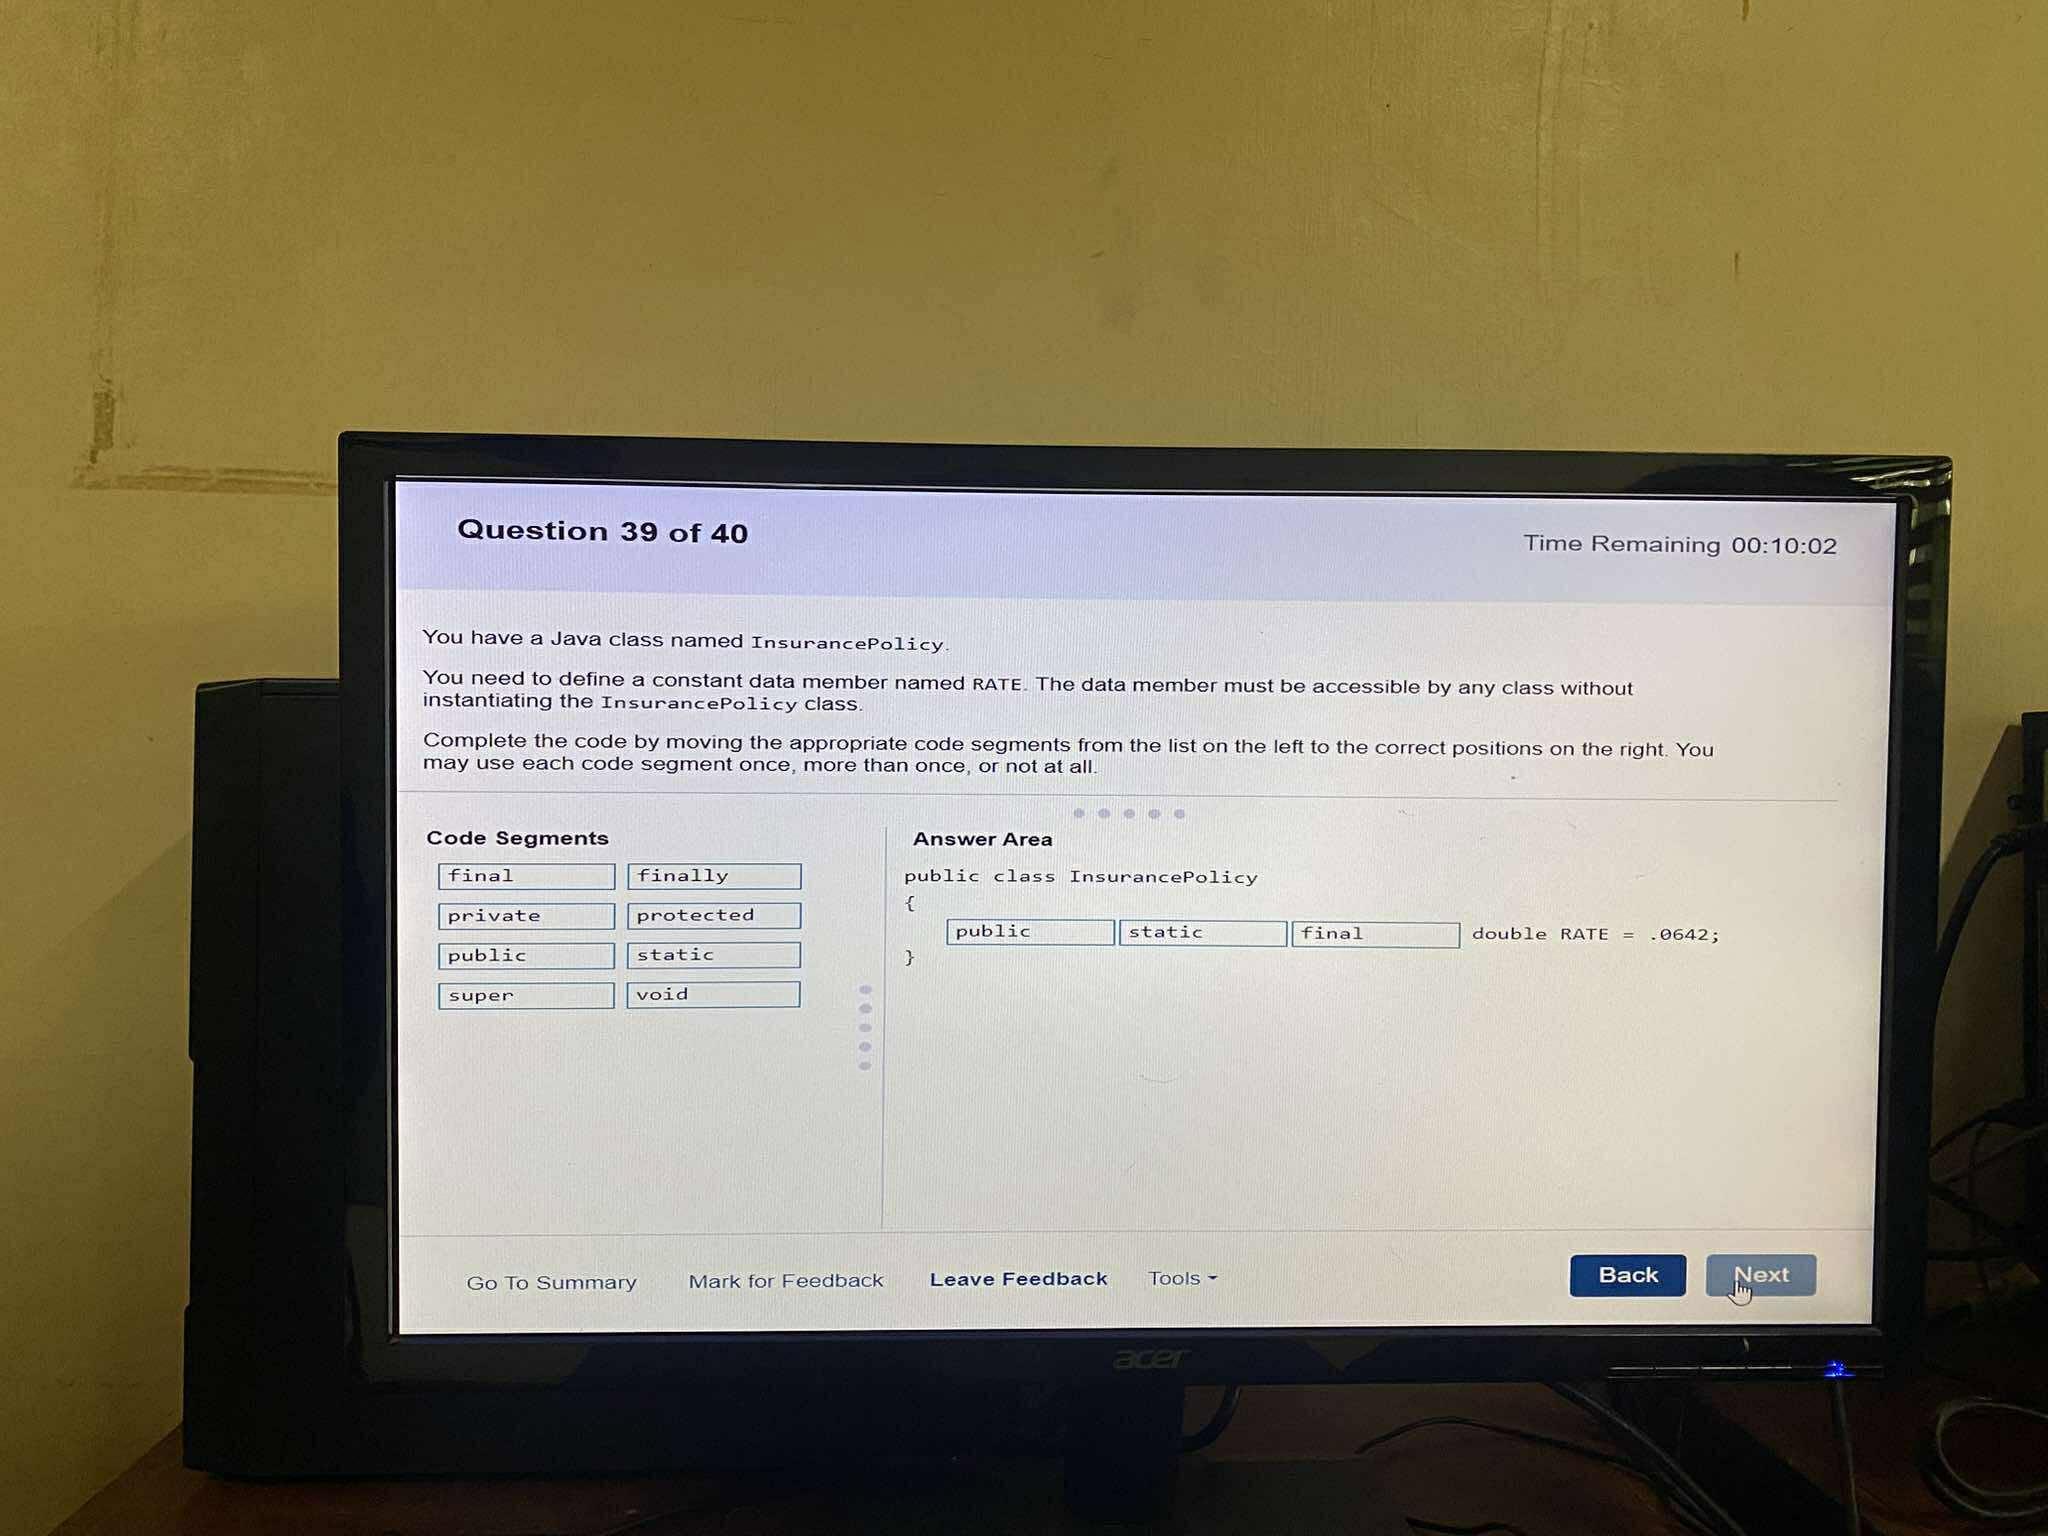 Question 39 of 40
Time Remaining 00:10:02
You have a Java class named InsurancePolicy.
You need to define a constant data member named RATE. The data member must be accessible by any class without
instantiating the InsurancePolicy class.
Complete the code by moving the appropriate code segments from the list on the left to the correct positions on the right. You
may use each code segment once, more than once, or not at all.
Code Segments
final finally
private protected
public static
super void
Answer Area
public class InsurancePolicy
{
public static final double RATE = .0642;
}
Go To Summary Mark for Feedback Leave Feedback Tools
Back Next
acer